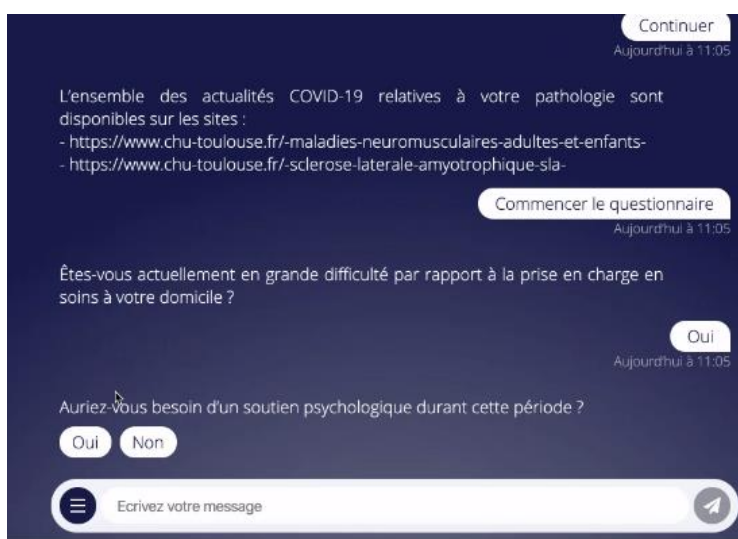 Continuer
Aujourd'hui à 11:05
L'ensemble des actualités COVID-19 relatives à votre pathologie sont
disponibles sur les sites :
- https://www.chu-toulouse.fr/-maladies-neuromusculaires-adultes-et-enfants-
- https://www.chu-toulouse.fr/-sclerose-laterale-amyotrophique-sla-
Commencer le questionnaire
Aujourd'hui à 11:05
Êtes-vous actuellement en grande difficulté par rapport à la prise en charge en
soins à votre domicile ?
Oui
Aujourd'hui à 11:05
Auriez-vous besoin d'un soutien psychologique durant cette période ?
Oui Non
Ecrivez votre message